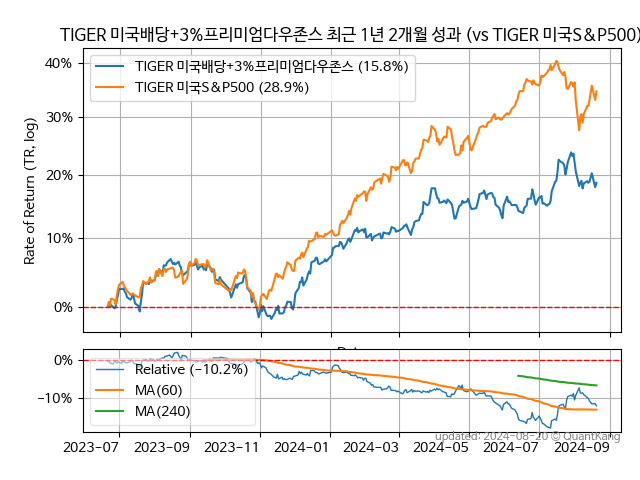 TIGER 미국배당+3%프리미엄다우존스 최근 1년 2개월 성과 (vs TIGER 미국S&P500)
TIGER 미국배당+3%프리미엄다우존스 (15.8%)
TIGER 미국S&P500 (28.9%)
Rate of Return (TR, log)
40%
30%
20%
10%
0%
0%
−10%
Relative (−10.2%)
MA(60)
MA(240)
updated: 2024-08-20 © QuantKang
2023-07 2023-09 2023-11 2024-01 2024-03 2024-05 2024-07 2024-09